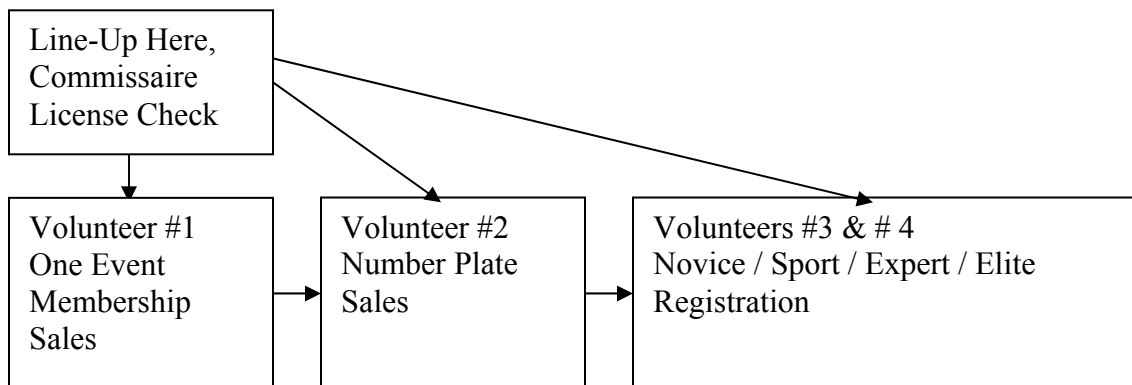 Line-Up Here,
Commissaire
License Check
Volunteer #1
One Event
Membership
Sales
Volunteer #2
Number Plate
Sales
Volunteers #3 & # 4
Novice / Sport / Expert / Elite
Registration